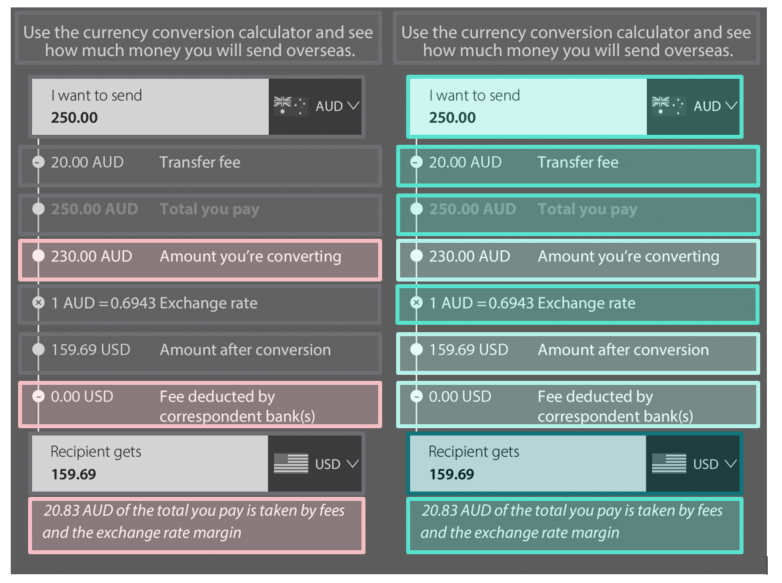 Use the currency conversion calculator and see
how much money you will send overseas.
I want to send
250.00
AUD
20.00 AUD Transfer fee
250.00 AUD Total you pay
230.00 AUD Amount you're converting
1 AUD = 0.6943 Exchange rate
159.69 USD Amount after conversion
0.00 USD Fee deducted by
correspondent bank(s)
Recipient gets
159.69
USD
20.83 AUD of the total you pay is taken by fees
and the exchange rate margin
Use the currency conversion calculator and see
how much money you will send overseas.
I want to send
250.00
AUD
20.00 AUD Transfer fee
250.00 AUD Total you pay
230.00 AUD Amount you're converting
1 AUD = 0.6943 Exchange rate
159.69 USD Amount after conversion
0.00 USD Fee deducted by
correspondent bank(s)
Recipient gets
159.69
USD
20.83 AUD of the total you pay is taken by fees
and the exchange rate margin